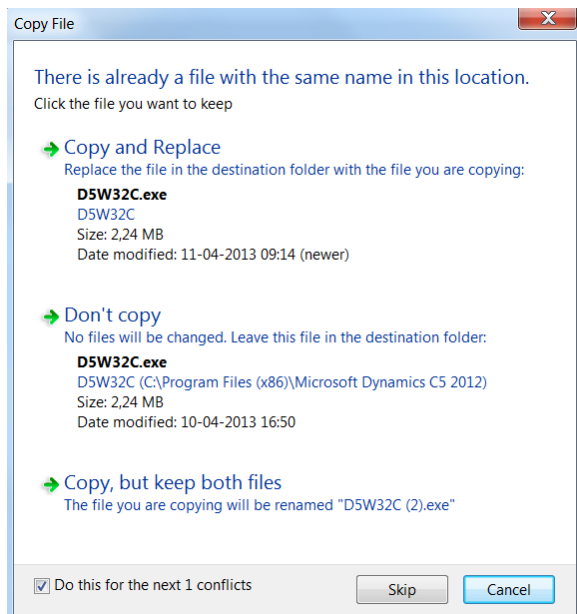 Copy File
There is already a file with the same name in this location.
Click the file you want to keep
Copy and Replace
Replace the file in the destination folder with the file you are copying:
D5W32C.exe
D5W32C
Size: 2,24 MB
Date modified: 11-04-2013 09:14 (newer)
Don't copy
No files will be changed. Leave this file in the destination folder:
D5W32C.exe
D5W32C (C:\Program Files (x86)\Microsoft Dynamics C5 2012)
Size: 2,24 MB
Date modified: 10-04-2013 16:50
Copy, but keep both files
The file you are copying will be renamed "D5W32C (2).exe"
Do this for the next 1 conflicts
Skip
Cancel